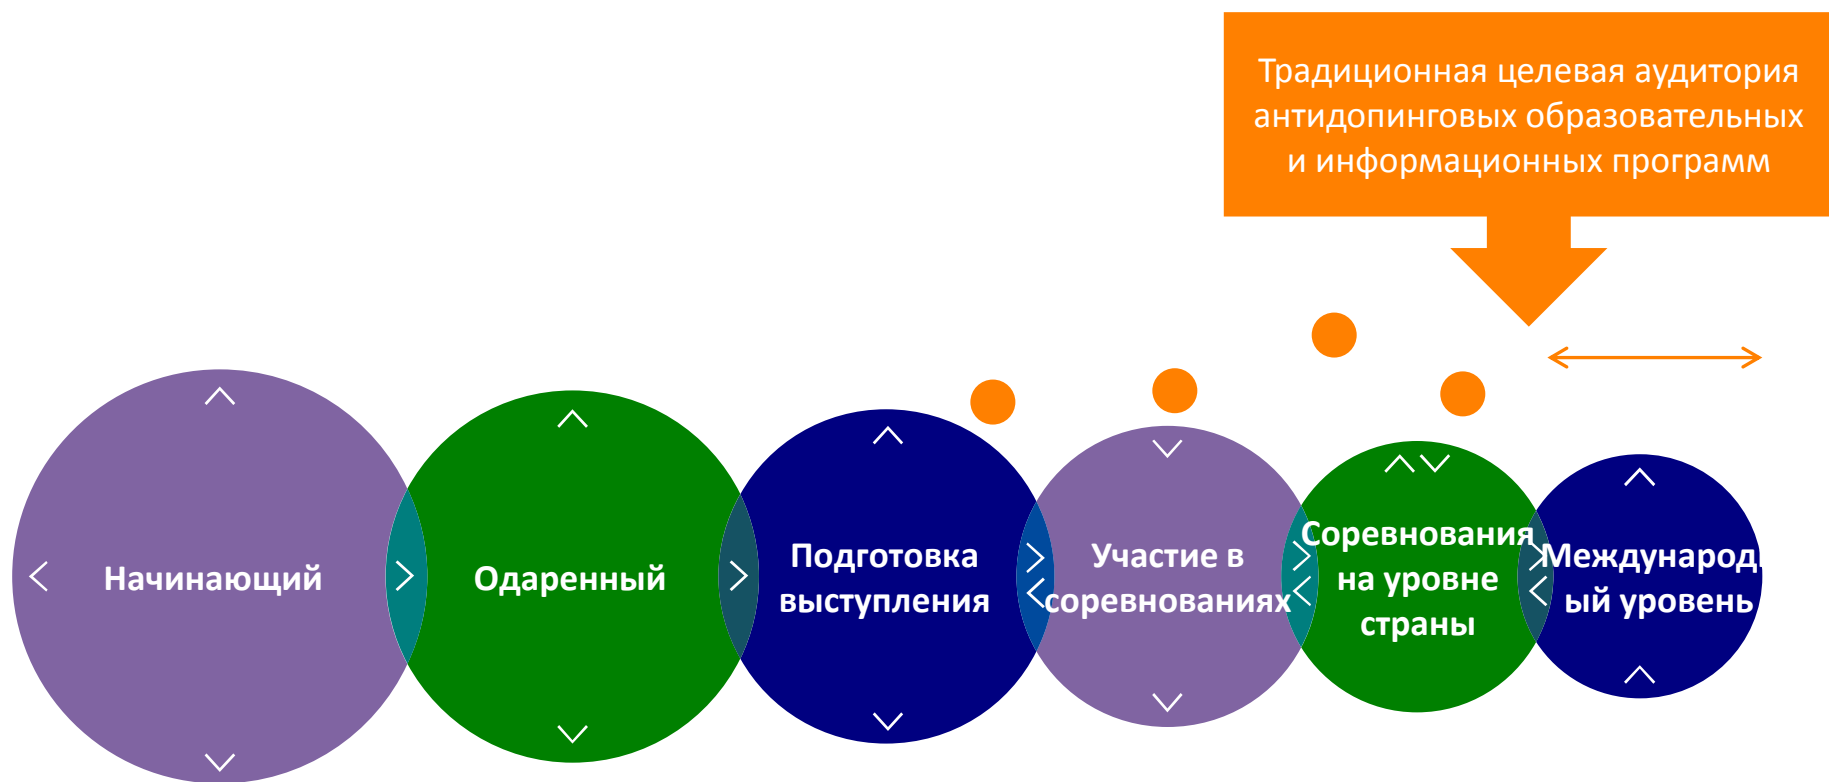 Традиционная целевая аудитория
антидопинговых образовательных
и информационных программ
Начинающий
Одаренный
Подготовка
выступления
Участие в
соревнованиях
Соревнования
на уровне
страны
Международн
ый уровень